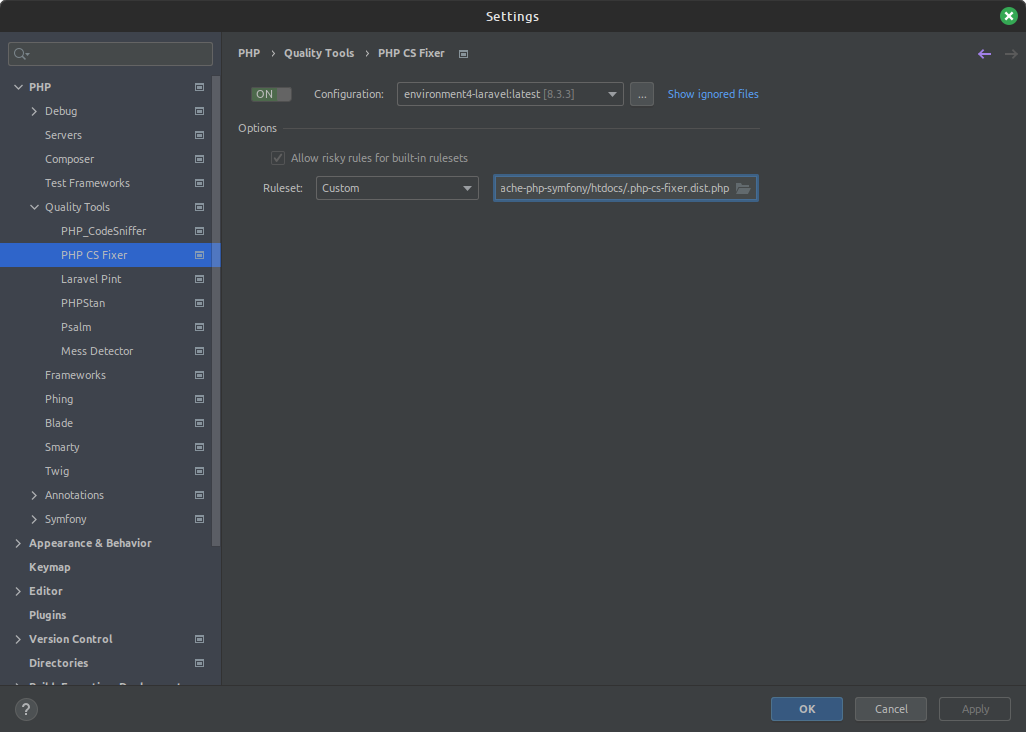 Settings
PHP › Quality Tools › PHP CS Fixer
PHP
Debug
Servers
Composer
Test Frameworks
Quality Tools
PHP_CodeSniffer
PHP CS Fixer
Laravel Pint
PHPStan
Psalm
Mess Detector
Frameworks
Phing
Blade
Smarty
Twig
Annotations
Symfony
Appearance & Behavior
Keymap
Editor
Plugins
Version Control
Directories
ON
Configuration: environment4-laravel:latest [8.3.3] ... Show ignored files
Options
Allow risky rules for built-in rulesets
Ruleset: Custom ache-php-symfony/htdocs/.php-cs-fixer.dist.php
? OK Cancel Apply